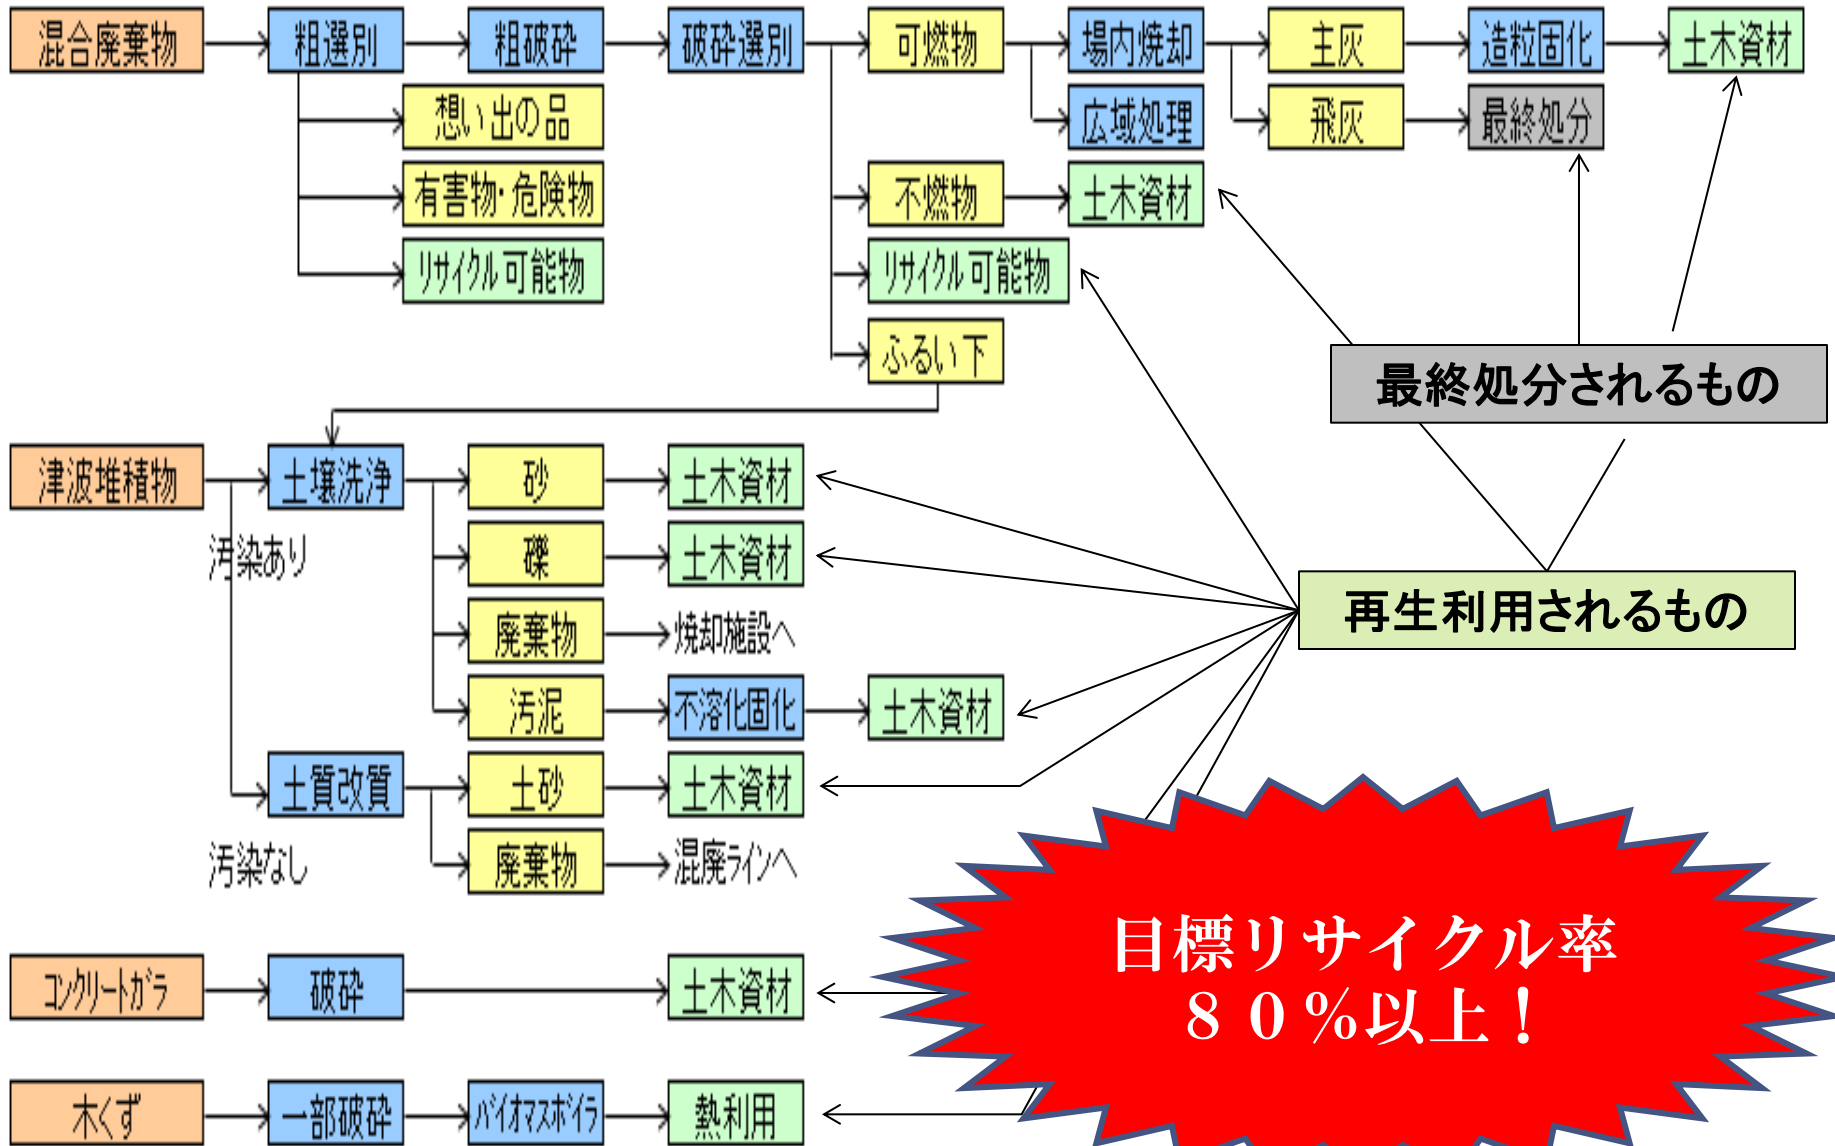 混合廃棄物
粗選別
粗破砕
破砕選別
可燃物
場内焼却
主灰
造粒固化
土木資材
想い出の品
広域処理
飛灰
最終処分
有害物・危険物
不燃物
土木資材
リサイクル可能物
リサイクル可能物
ふるい下
最終処分されるもの
津波堆積物
土壌洗浄
砂
土木資材
汚染あり
礫
土木資材
再生利用されるもの
廃棄物
焼却施設へ
汚泥
不溶化固化
土木資材
土質改質
土砂
土木資材
汚染なし
廃棄物
混廃ラインへ
目標リサイクル率
８０％以上！
コンクリートガラ
破砕
土木資材
木くず
一部破砕
バイオマスボイラ
熱利用